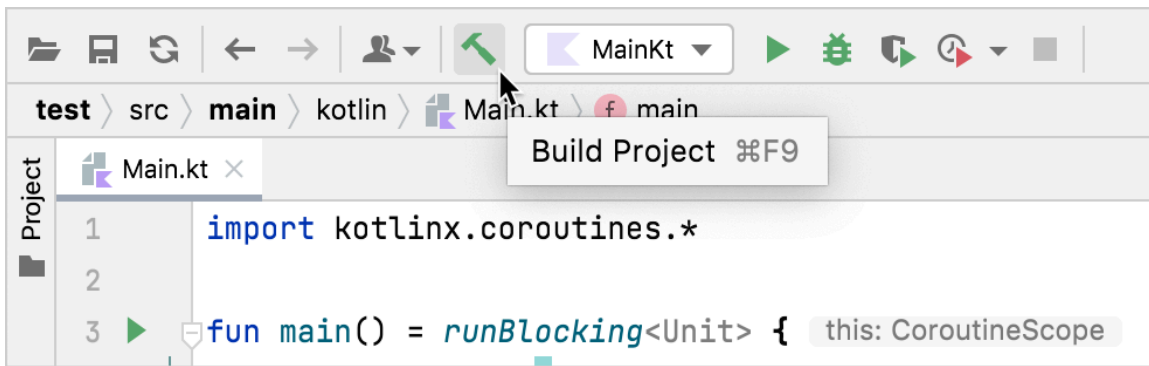 MainKt
test 〉 src 〉 main 〉 kotlin 〉 Main.kt 〉 f main
Build Project ⌘F9
Project
Main.kt ×
1 import kotlinx.coroutines.*
2
3 fun main() = runBlocking<Unit> { this: CoroutineScope